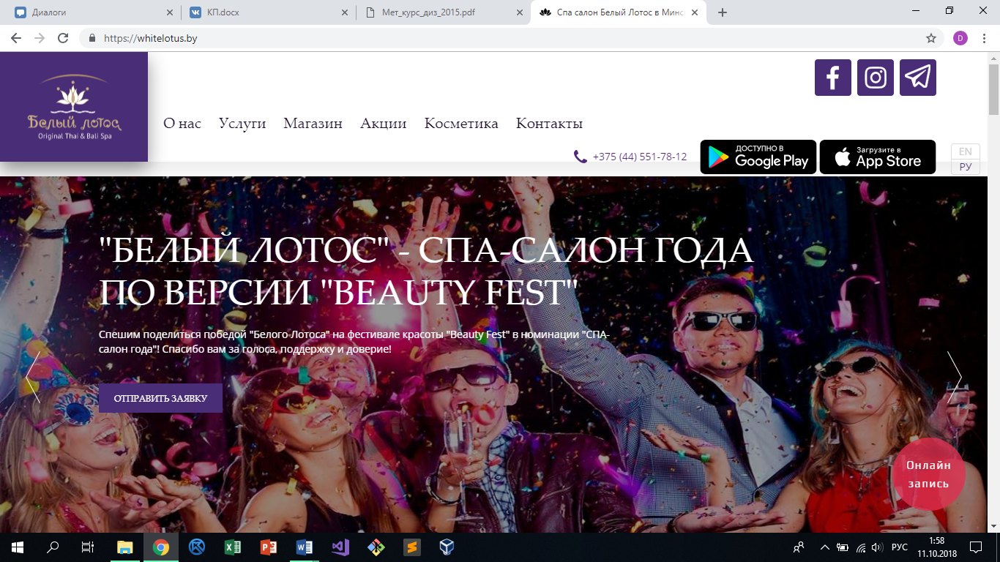 Диалоги
КП.docx
Мет_курс_диз_2015.pdf
Спа салон Белый Лотос в Минс
https://whitelotus.by
D
Белый лотос
Original Thai & Bali Spa
О нас Услуги Магазин Акции Косметика Контакты
+375 (44) 551-78-12
ДОСТУПНО В
Google Play
Загрузите в
App Store
EN
РУ
"БЕЛЫЙ ЛОТОС" - СПА-САЛОН ГОДА
ПО ВЕРСИИ "BEAUTY FEST"
Спешим поделиться победой "Белого Лотоса" на фестивале красоты "Beauty Fest" в номинации "СПА-
салон года"! Спасибо вам за голоса, поддержку и доверие!
ОТПРАВИТЬ ЗАЯВКУ
Онлайн
запись
РУС
1:58
11.10.2018